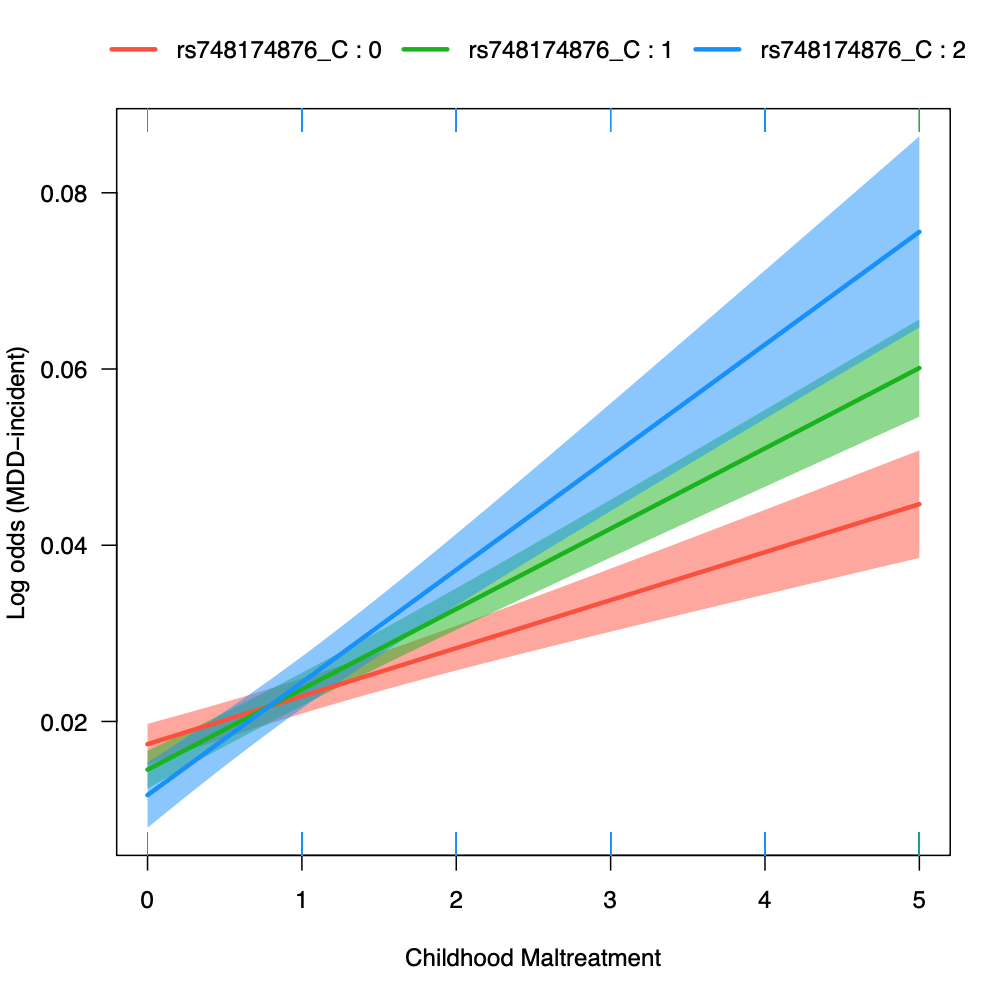 rs748174876_C : 0 rs748174876_C : 1 rs748174876_C : 2
0.08
0.06
0.04
0.02
Log odds (MDD−incident)
0 1 2 3 4 5
Childhood Maltreatment